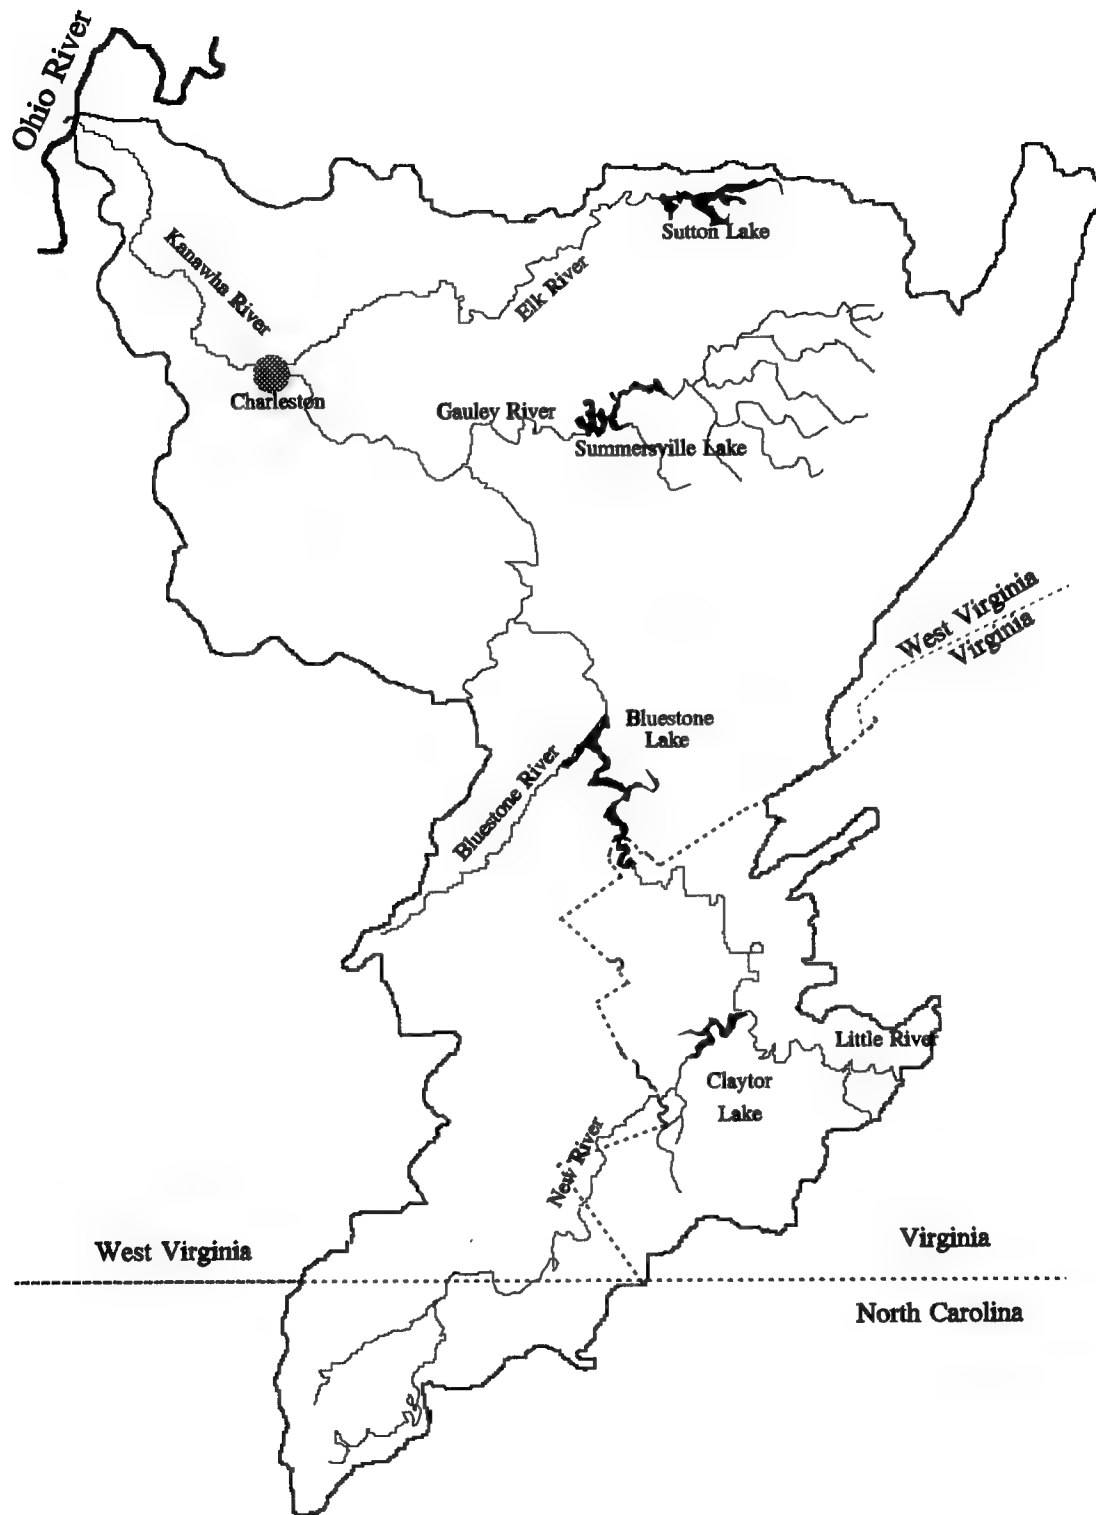 Ohio River
Sutton Lake
Kanawha River
Elk River
Charleston
Gauley River
Summersville Lake
West Virginia
Virginia
Bluestone
Lake
Bluestone River
Little River
Claytor
Lake
New River
West Virginia
Virginia
North Carolina